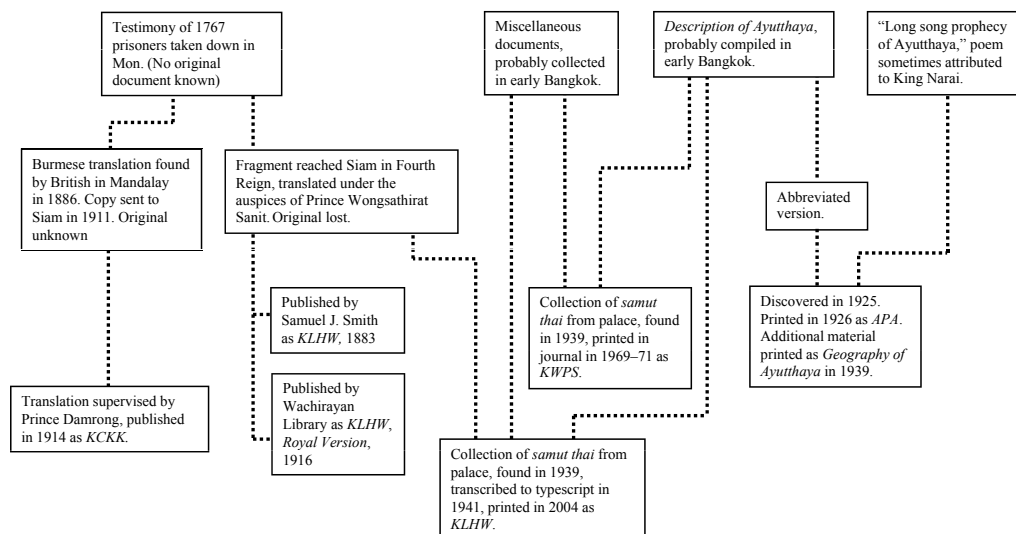 Testimony of 1767
prisoners taken down in
Mon. (No original
document known)
Miscellaneous
documents,
probably collected
in early Bangkok.
Description of Ayutthaya,
probably compiled in
early Bangkok.
“Long song prophecy
of Ayutthaya,” poem
sometimes attributed
to King Narai.
Burmese translation found
by British in Mandalay
in 1886. Copy sent to
Siam in 1911. Original
unknown
Fragment reached Siam in Fourth
Reign, translated under the
auspices of Prince Wongsathirat
Sanit. Original lost.
Abbreviated
version.
Published by
Samuel J. Smith
as KLHW, 1883
Collection of samut
thai from palace, found
in 1939, printed in
journal in 1969–71 as
KWPS.
Discovered in 1925.
Printed in 1926 as APA.
Additional material
printed as Geography of
Ayutthaya in 1939.
Translation supervised by
Prince Damrong, published
in 1914 as KCKK.
Published by
Wachirayan
Library as KLHW,
Royal Version,
1916
Collection of samut thai from
palace, found in 1939,
transcribed to typescript in
1941, printed in 2004 as
KLHW.